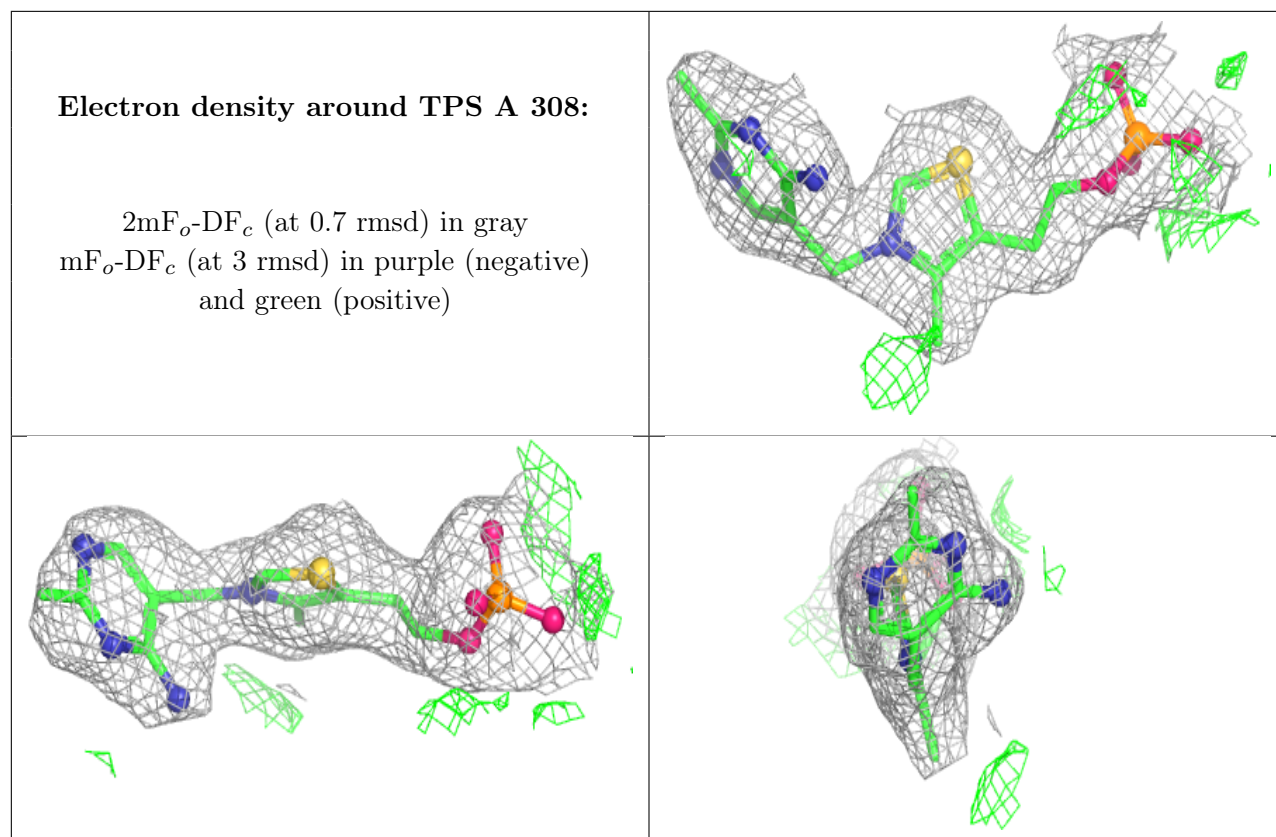 Electron density around TPS A 308:
2mFo-DFc (at 0.7 rmsd) in gray
mFo-DFc (at 3 rmsd) in purple (negative)
and green (positive)